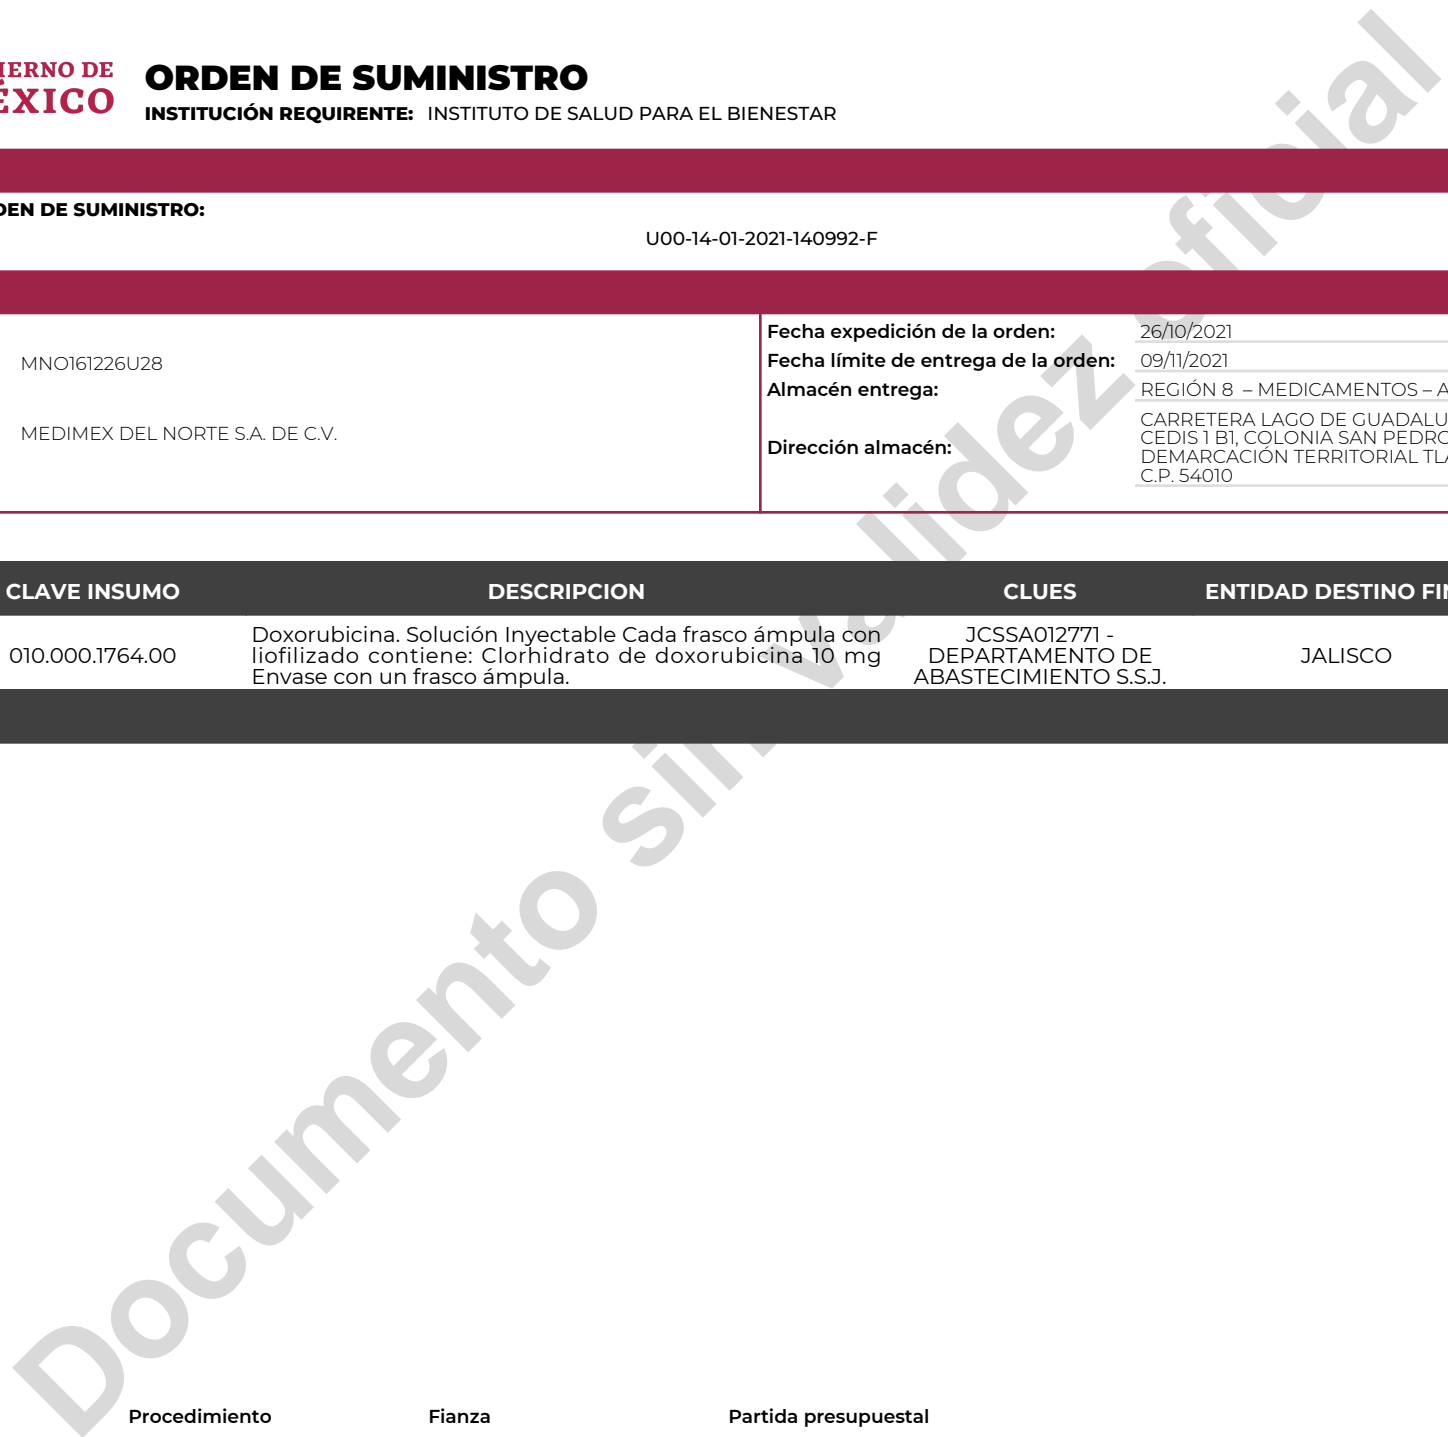 IERNO DE
ÉXICO
ORDEN DE SUMINISTRO
INSTITUCIÓN REQUIRENTE: INSTITUTO DE SALUD PARA EL BIENESTAR
DEN DE SUMINISTRO:
U00-14-01-2021-140992-F
MNO161226U28
MEDIMEX DEL NORTE S.A. DE C.V.
Fecha expedición de la orden: 26/10/2021
Fecha límite de entrega de la orden: 09/11/2021
Almacén entrega: REGIÓN 8 – MEDICAMENTOS – A
Dirección almacén:
CARRETERA LAGO DE GUADALU
CEDIS 1 B1, COLONIA SAN PEDRO
DEMARCACIÓN TERRITORIAL TLA
C.P. 54010
CLAVE INSUMO DESCRIPCION CLUES ENTIDAD DESTINO FIN
010.000.1764.00
Doxorubicina. Solución Inyectable Cada frasco ámpula con
liofilizado contiene: Clorhidrato de doxorubicina 10 mg
Envase con un frasco ámpula.
JCSSA012771 -
DEPARTAMENTO DE
ABASTECIMIENTO S.S.J.
JALISCO
Documento sin validez oficial
Procedimiento Fianza Partida presupuestal